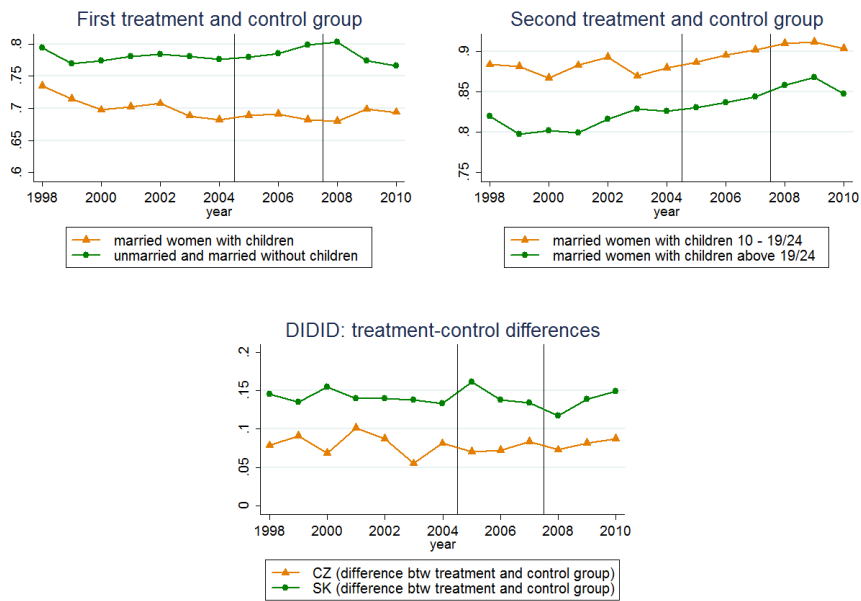 First treatment and control group
.8
.75
.7
.65
.6
1998 2000 2002 2004 2006 2008 2010
year
married women with children
unmarried and married without children
Second treatment and control group
.9
.85
.8
.75
1998 2000 2002 2004 2006 2008 2010
year
married women with children 10 - 19/24
married women with children above 19/24
DIDID: treatment-control differences
.2
.15
.1
.05
0
1998 2000 2002 2004 2006 2008 2010
year
CZ (difference btw treatment and control group)
SK (difference btw treatment and control group)